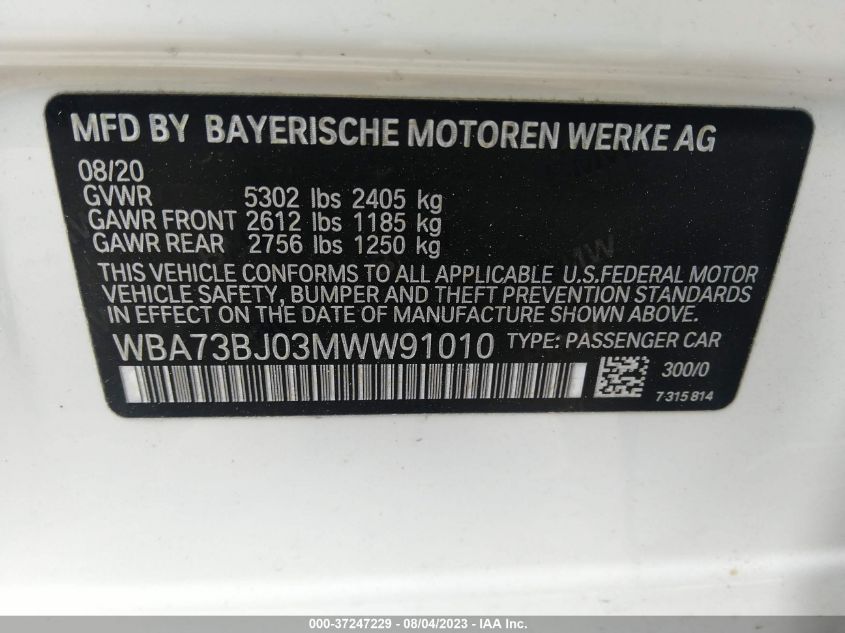 MFD BY BAYERISCHE MOTOREN WERKE AG
08/20
GVWR 5302 lbs 2405 kg
GAWR FRONT 2612 lbs 1185 kg
GAWR REAR 2756 lbs 1250 kg
THIS VEHICLE CONFORMS TO ALL APPLICABLE U.S.FEDERAL MOTOR
VEHICLE SAFETY, BUMPER AND THEFT PREVENTION STANDARDS
IN EFFECT ON THE DATE OF MANUFACTURE SHOWN ABOVE.
WBA73BJ03MWW91010 TYPE: PASSENGER CAR
300/0
7 315 814
000-37247229 - 08/04/2023 - IAA Inc.